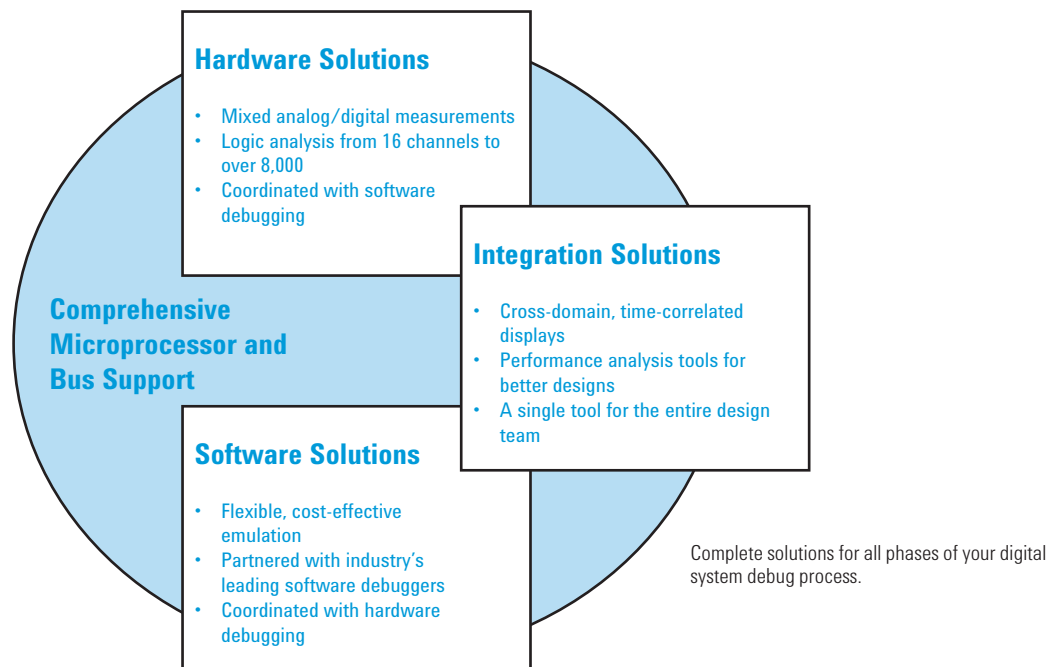 Hardware Solutions
• Mixed analog/digital measurements
• Logic analysis from 16 channels to
over 8,000
• Coordinated with software
debugging
Integration Solutions
• Cross-domain, time-correlated
displays
• Performance analysis tools for
better designs
• A single tool for the entire design
team
Comprehensive
Microprocessor and
Bus Support
Software Solutions
• Flexible, cost-effective
emulation
• Partnered with industry's
leading software debuggers
• Coordinated with hardware
debugging
Complete solutions for all phases of your digital
system debug process.